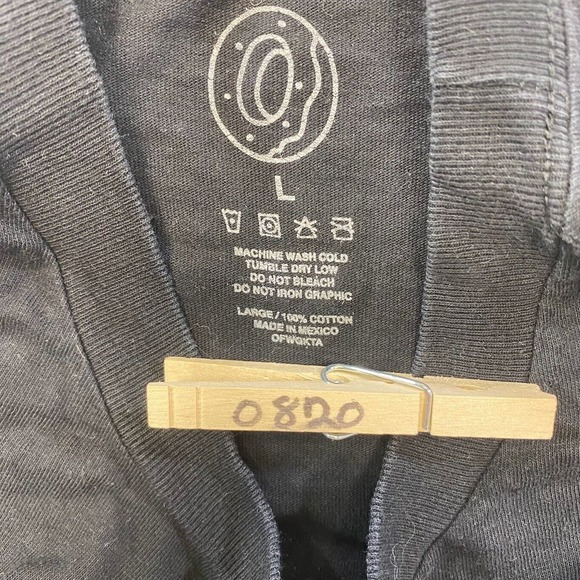 L
MACHINE WASH COLD
TUMBLE DRY LOW
DO NOT BLEACH
DO NOT IRON GRAPHIC
LARGE / 100% COTTON
MADE IN MEXICO
OFWGKTA
0820